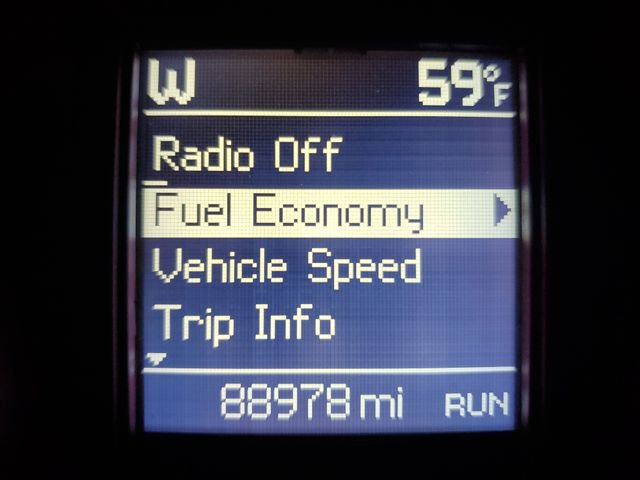 W 59°F
Radio Off
Fuel Economy
Vehicle Speed
Trip Info
88978 mi RUN